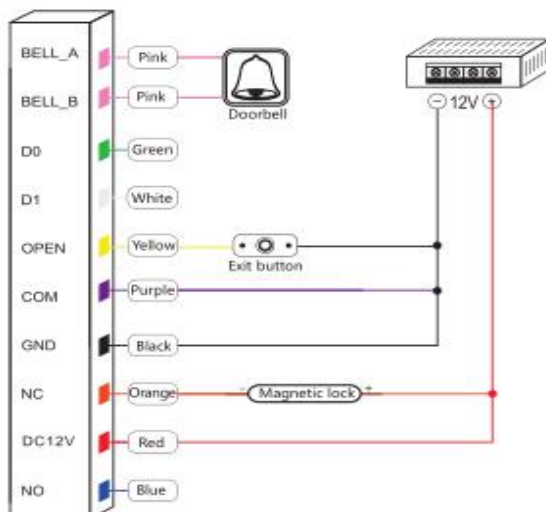 BELL_A Pink
BELL_B Pink
Doorbell
− 12V +
D0 Green
D1 White
OPEN Yellow
Exit button
COM Purple
GND Black
NC Orange - Magnetic lock +
DC12V Red
NO Blue